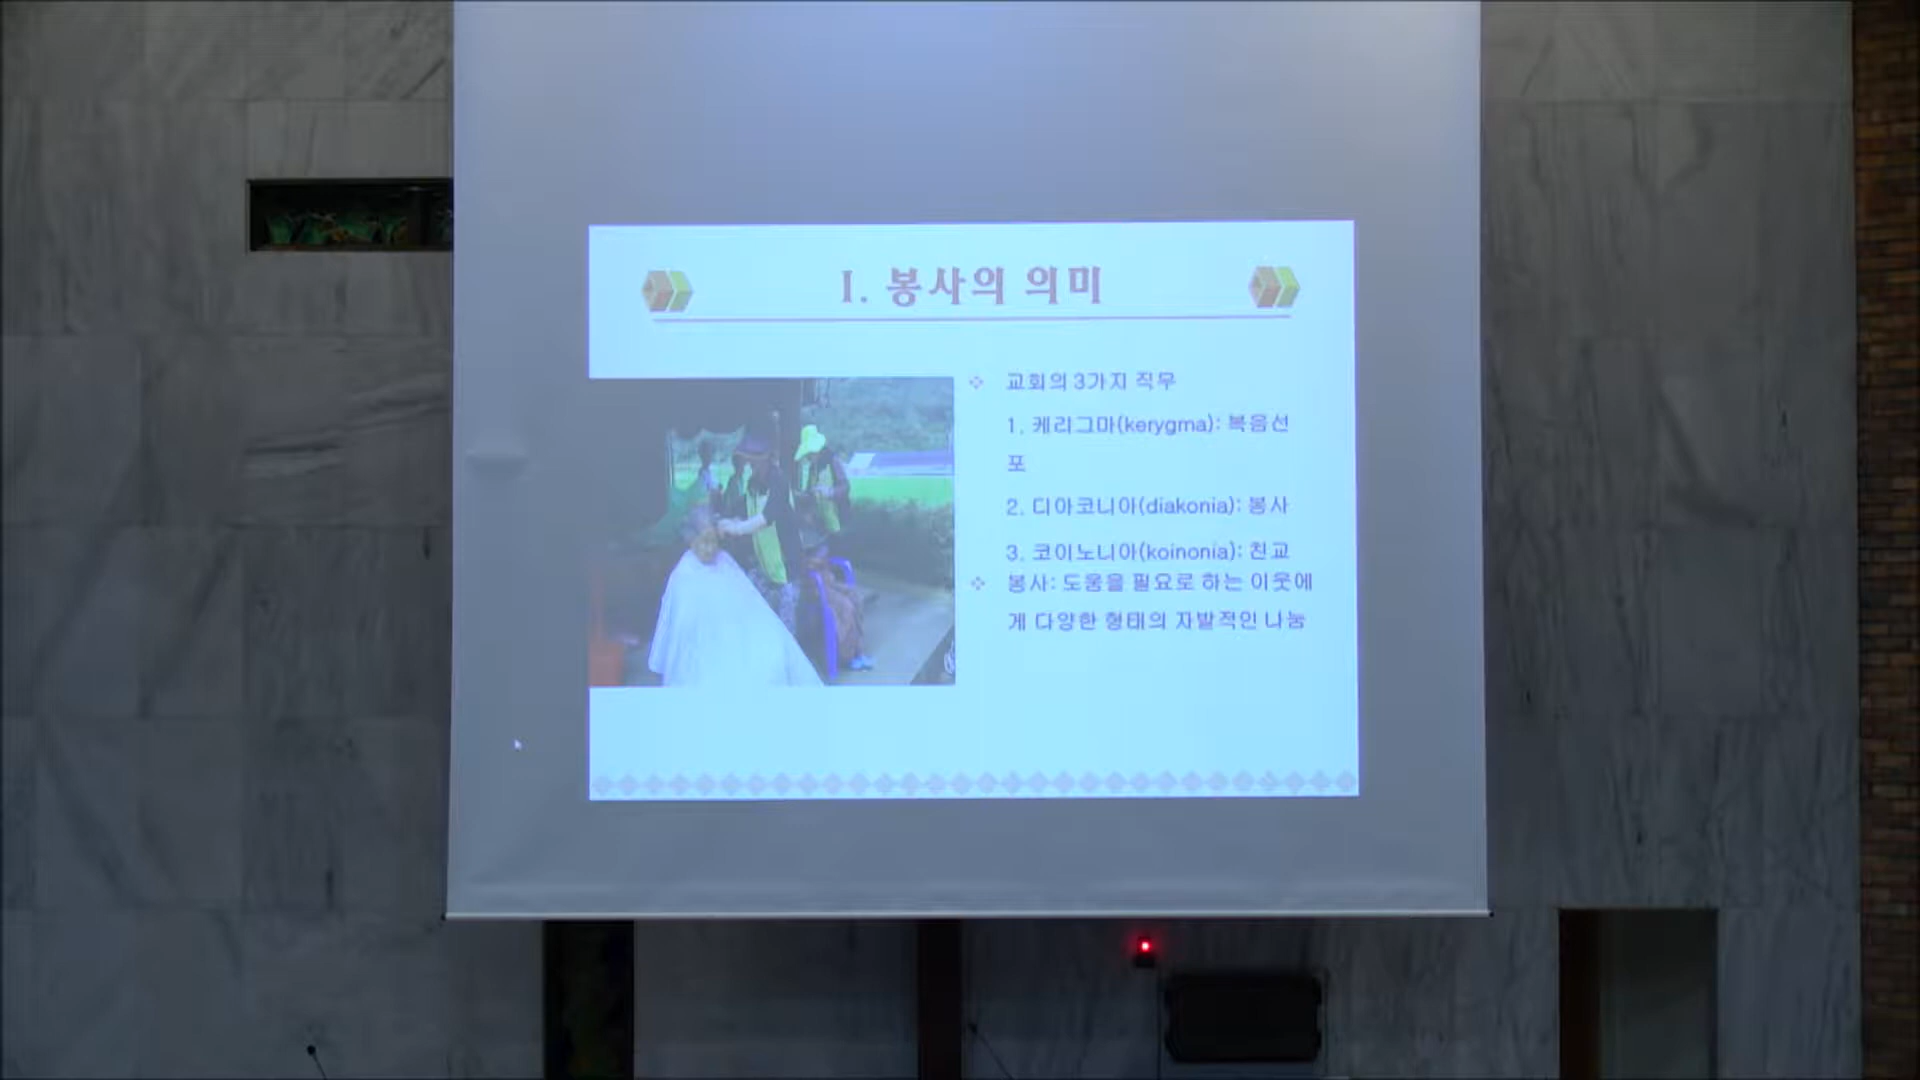 I. 봉사의 의미
교회의 3가지 직무
1. 케리그마(kerygma): 복음선
포
2. 디아코니아(diakonia): 봉사
3. 코이노니아(koinonia): 친교
봉사: 도움을 필요로 하는 이웃에
게 다양한 형태의 자발적인 나눔